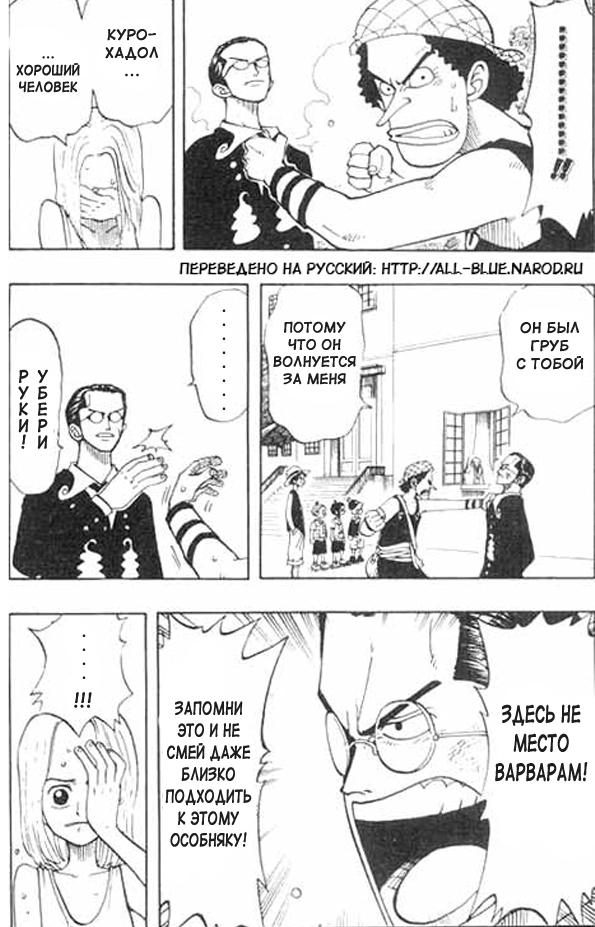 ............!!
КУРО-
ХАДОЛ
...
...
ХОРОШИЙ
ЧЕЛОВЕК
ПЕРЕВЕДЕНО НА РУССКИЙ: HTTP://ALL-BLUE.NAROD.RU
ОН БЫЛ
ГРУБ
С ТОБОЙ
ПОТОМУ
ЧТО ОН
ВОЛНУЕТСЯ
ЗА МЕНЯ
......
УБЕРИ
РУКИ!
ЗДЕСЬ НЕ
МЕСТО
ВАРВАРАМ!
ЗАПОМНИ
ЭТО И НЕ
СМЕЙ ДАЖЕ
БЛИЗКО
ПОДХОДИТЬ
К ЭТОМУ
ОСОБНЯКУ!
....
!!!